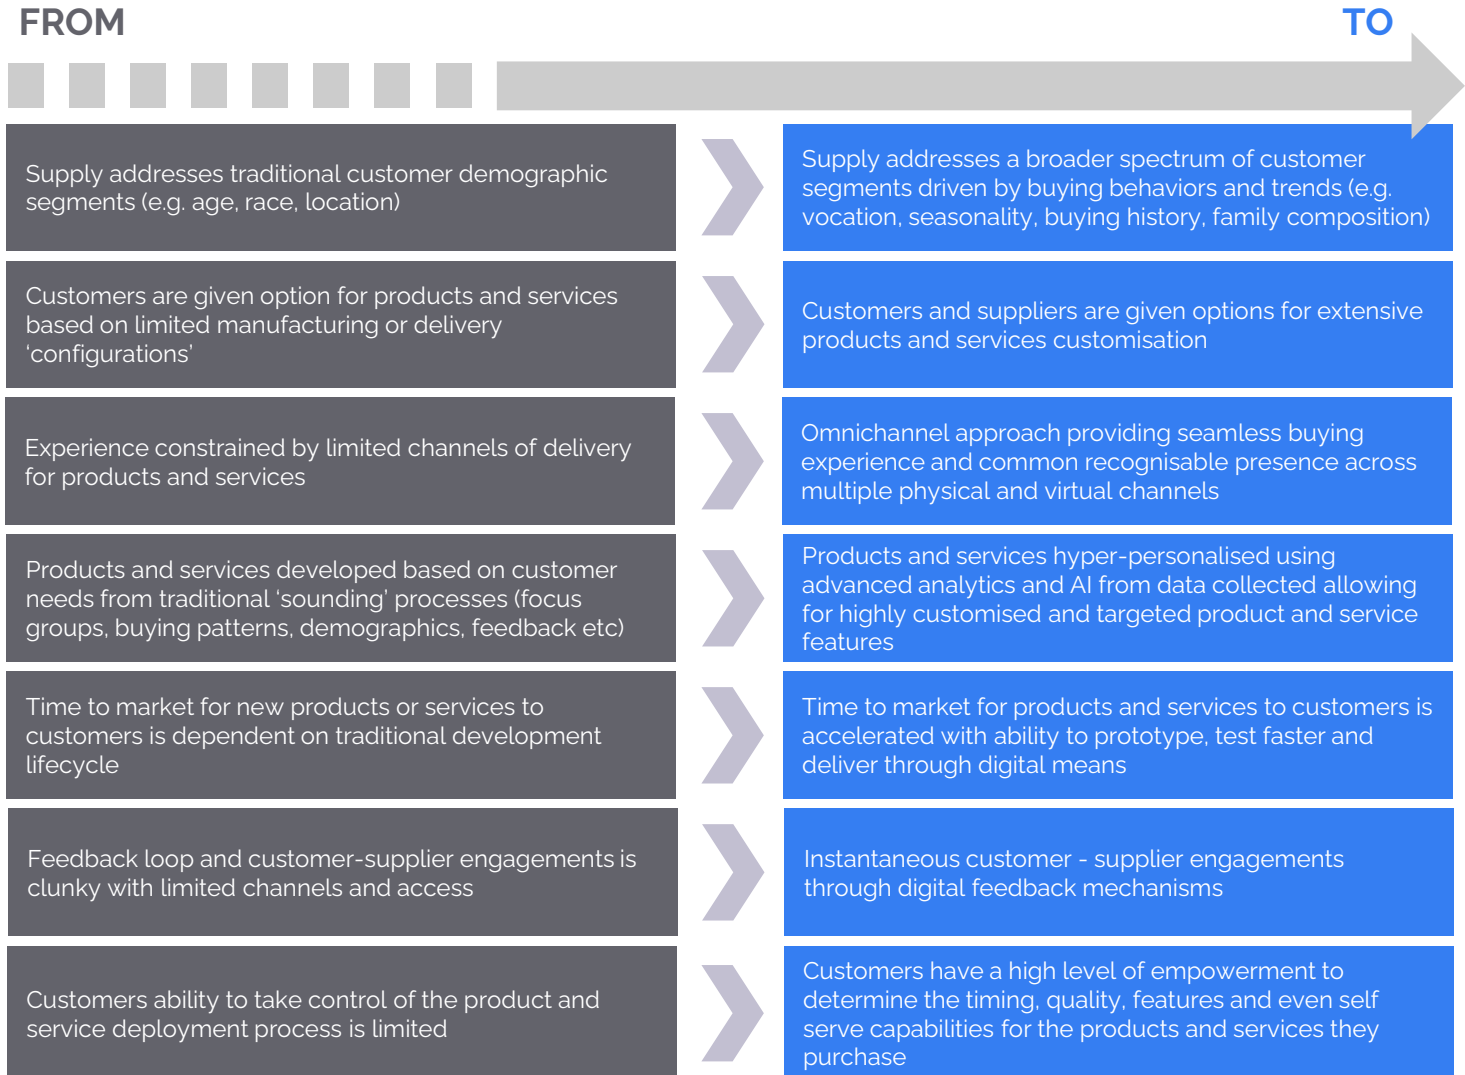 FROM
TO
Supply addresses traditional customer demographic
segments (e.g. age, race, location)
Supply addresses a broader spectrum of customer
segments driven by buying behaviors and trends (e.g.
vocation, seasonality, buying history, family composition)
Customers are given option for products and services
based on limited manufacturing or delivery
‘configurations’
Customers and suppliers are given options for extensive
products and services customisation
Experience constrained by limited channels of delivery
for products and services
Omnichannel approach providing seamless buying
experience and common recognisable presence across
multiple physical and virtual channels
Products and services developed based on customer
needs from traditional ‘sounding’ processes (focus
groups, buying patterns, demographics, feedback etc)
Products and services hyper-personalised using
advanced analytics and AI from data collected allowing
for highly customised and targeted product and service
features
Time to market for new products or services to
customers is dependent on traditional development
lifecycle
Time to market for products and services to customers is
accelerated with ability to prototype, test faster and
deliver through digital means
Feedback loop and customer-supplier engagements is
clunky with limited channels and access
Instantaneous customer - supplier engagements
through digital feedback mechanisms
Customers ability to take control of the product and
service deployment process is limited
Customers have a high level of empowerment to
determine the timing, quality, features and even self
serve capabilities for the products and services they
purchase